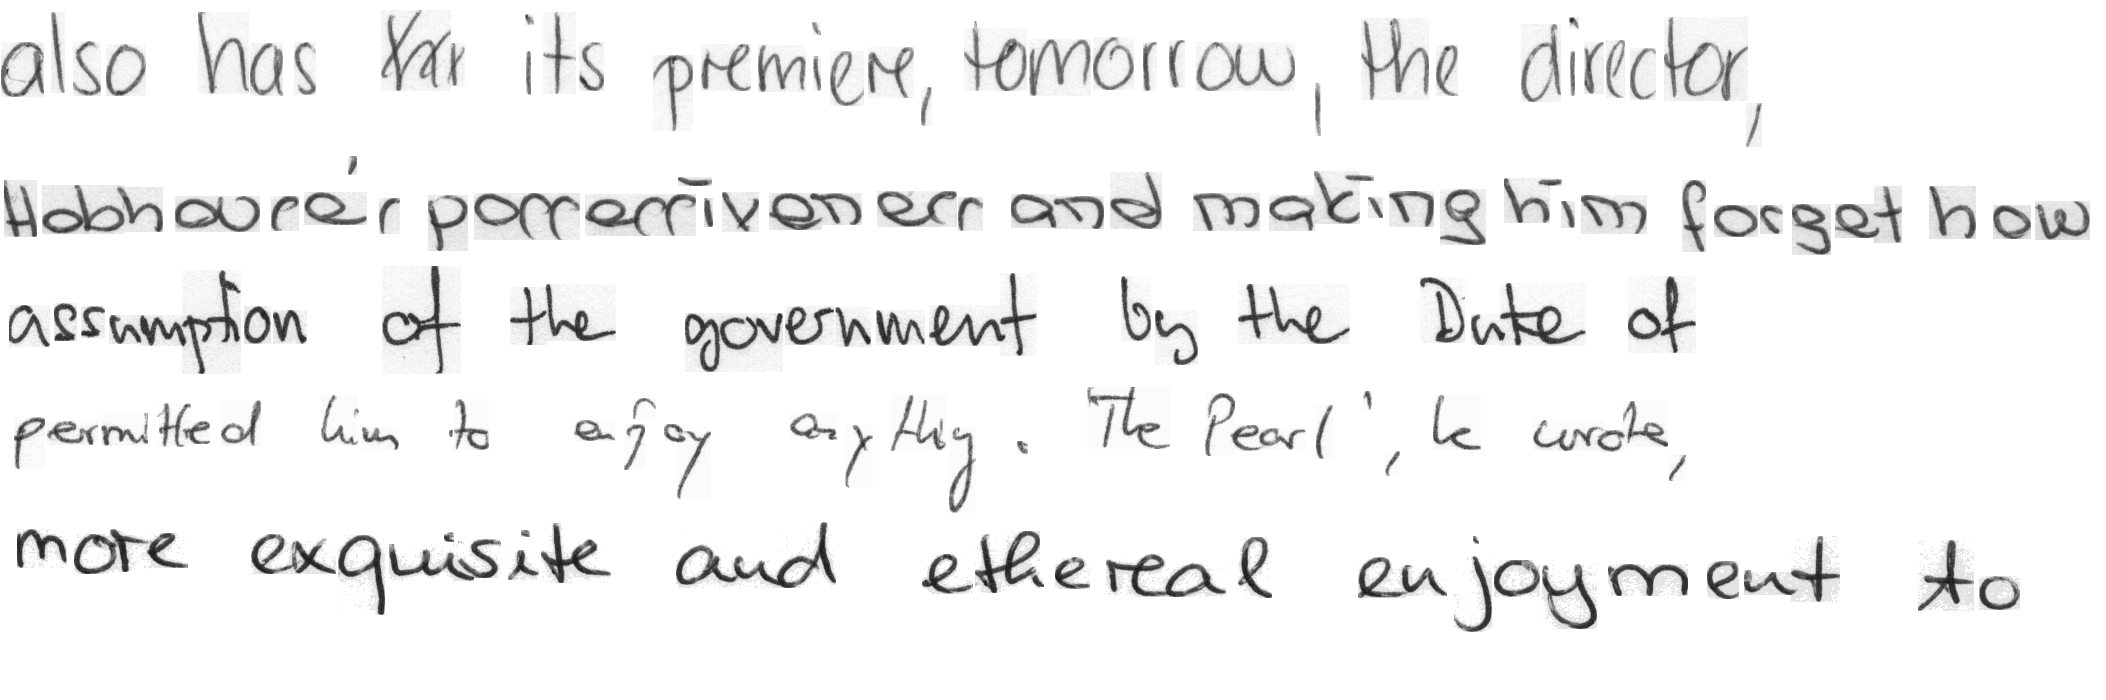 also has its premiere, tomorrow, the director,
Hobhouse's possessiveness and making him forget how
assumption of the government by the Duke of
permitted him to enjoy anything. 'The Pearl', he wrote,
more exquisite and ethereal enjoyment to